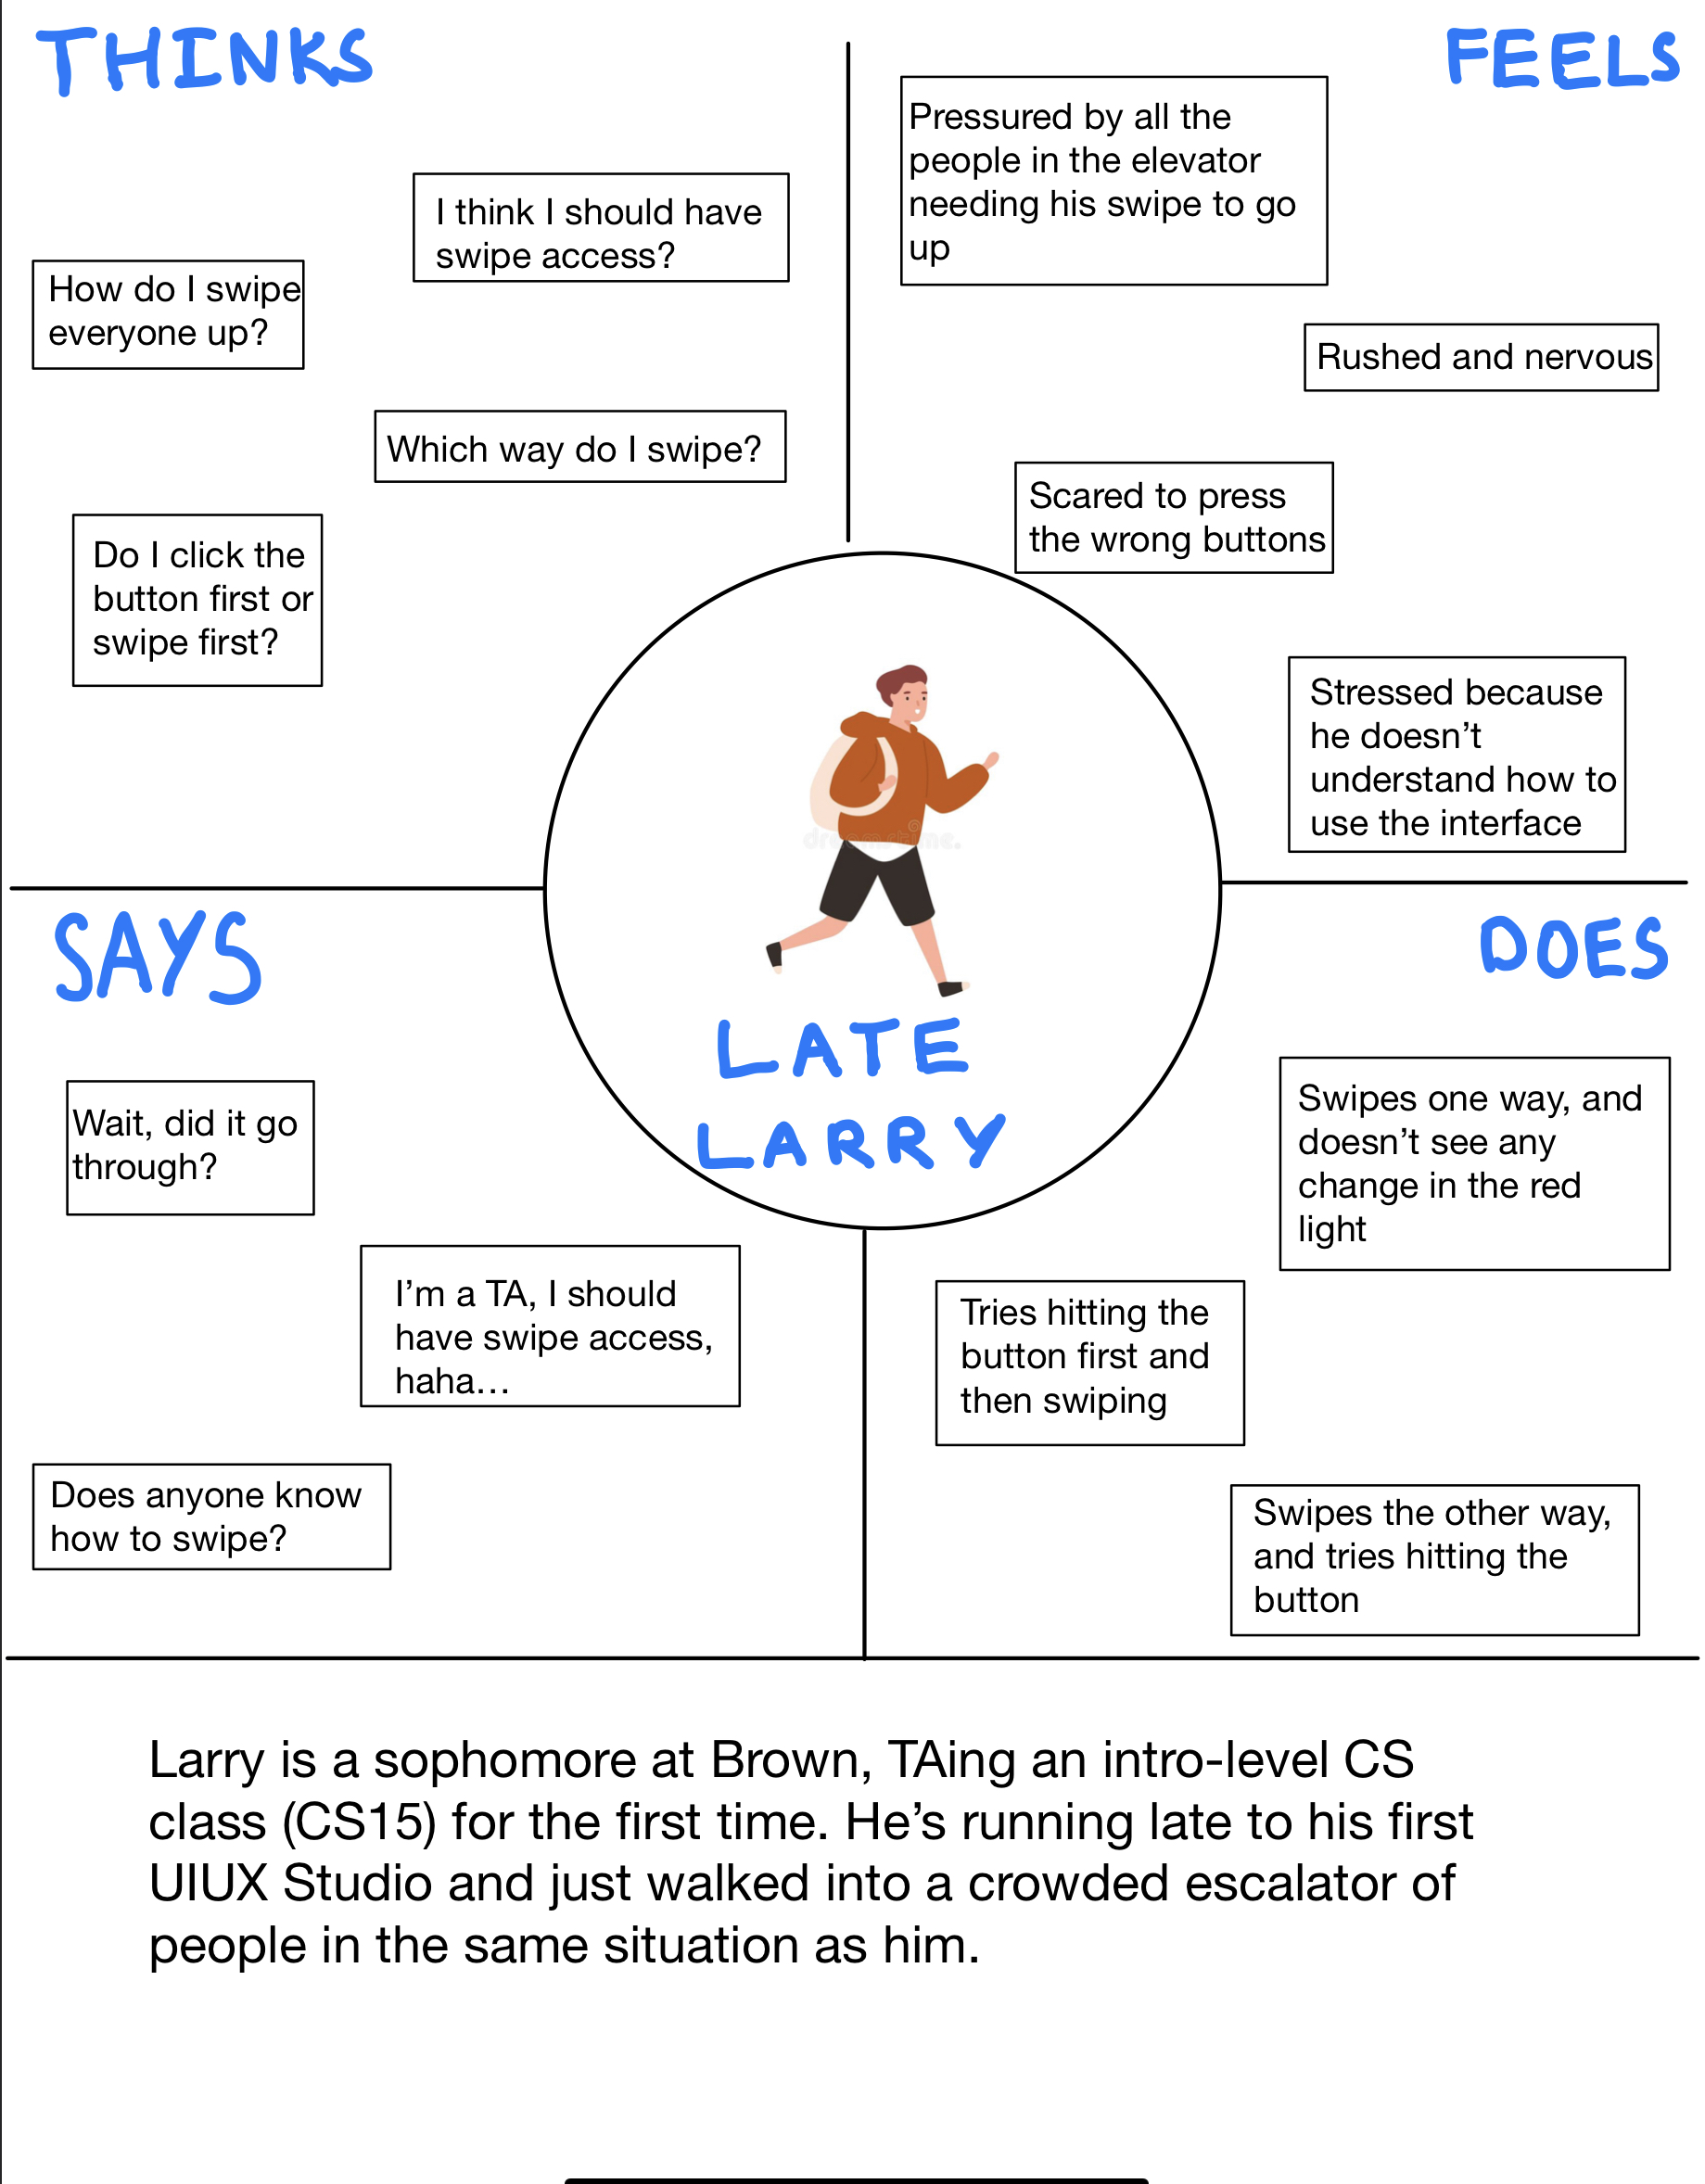 THINKS
I think I should have
swipe access?
How do I swipe
everyone up?
Which way do I swipe?
Do I click the
button first or
swipe first?
FEELS
Pressured by all the
people in the elevator
needing his swipe to go
up
Rushed and nervous
Scared to press
the wrong buttons
Stressed because
he doesn’t
understand how to
use the interface
dreamstime.
LATE
LARRY
SAYS
Wait, did it go
through?
I’m a TA, I should
have swipe access,
haha…
Does anyone know
how to swipe?
DOES
Swipes one way, and
doesn’t see any
change in the red
light
Tries hitting the
button first and
then swiping
Swipes the other way,
and tries hitting the
button
Larry is a sophomore at Brown, TAing an intro-level CS
class (CS15) for the first time. He’s running late to his first
UIUX Studio and just walked into a crowded escalator of
people in the same situation as him.